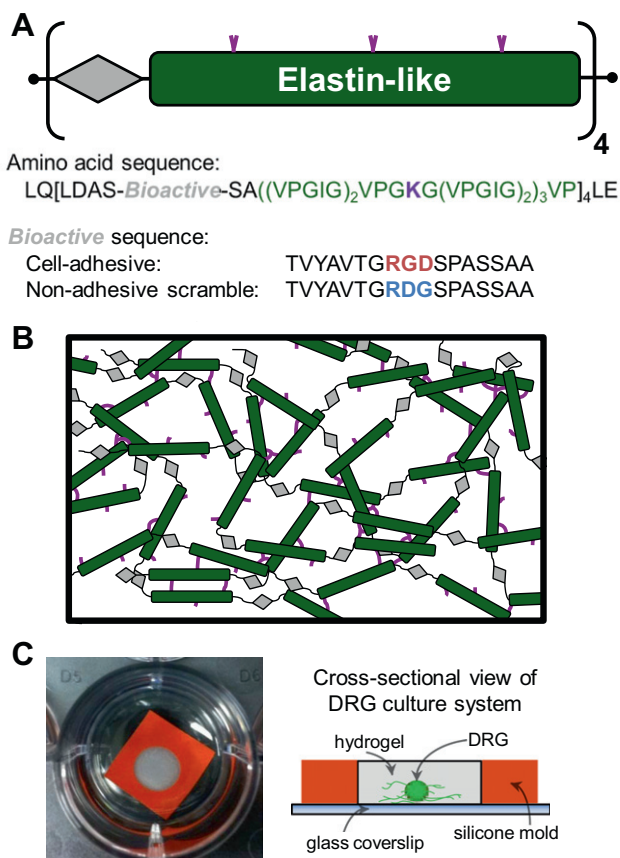 A
Elastin-like
4
Amino acid sequence:
LQ[LDAS-Bioactive-SA((VPGIG)₂VPGKG(VPGIG)₂)₃VP]₄LE
Bioactive sequence:
Cell-adhesive: TVYAVTGRGDSPASSAA
Non-adhesive scramble: TVYAVTGRDGSPASSAA
B
C
D5
Cross-sectional view of
DRG culture system
hydrogel
DRG
glass coverslip
silicone mold